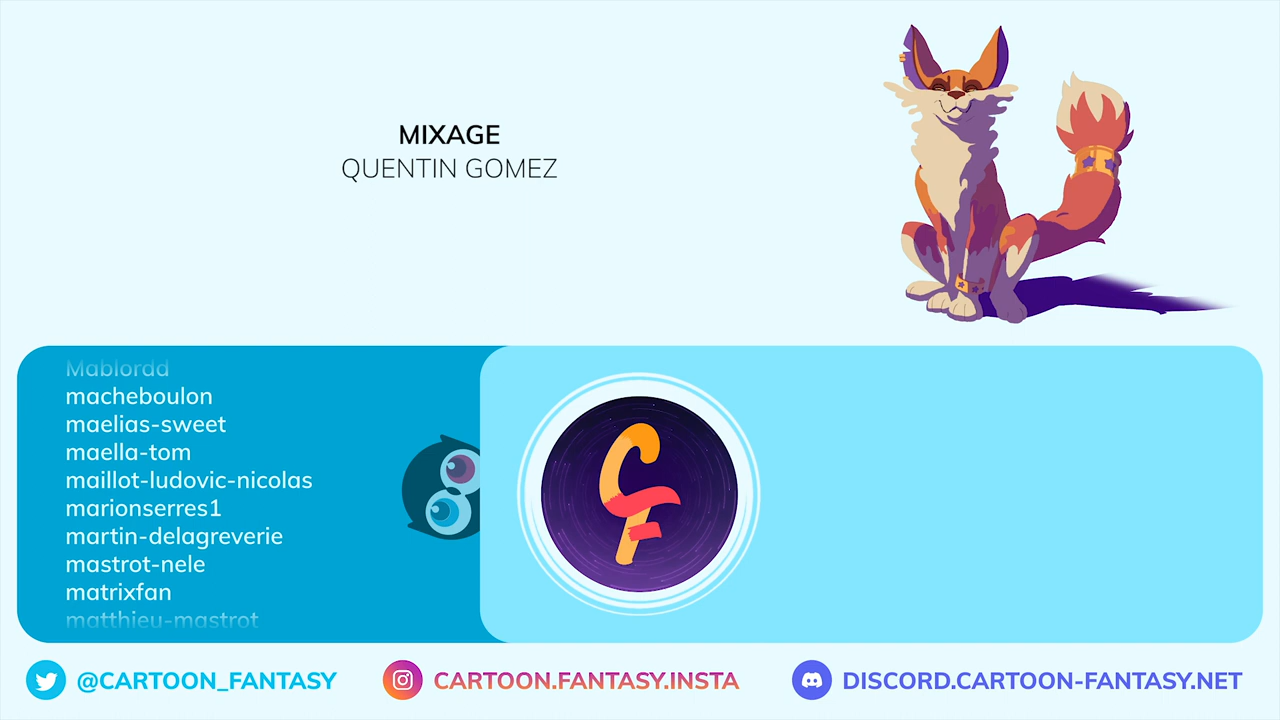 MIXAGE
QUENTIN GOMEZ
Mablordd
macheboulon
maelias-sweet
maella-tom
maillot-ludovic-nicolas
marionserres1
martin-delagreverie
mastrot-nele
matrixfan
matthieu-mastrot
CF
@CARTOON_FANTASY
CARTOON.FANTASY.INSTA
DISCORD.CARTOON-FANTASY.NET